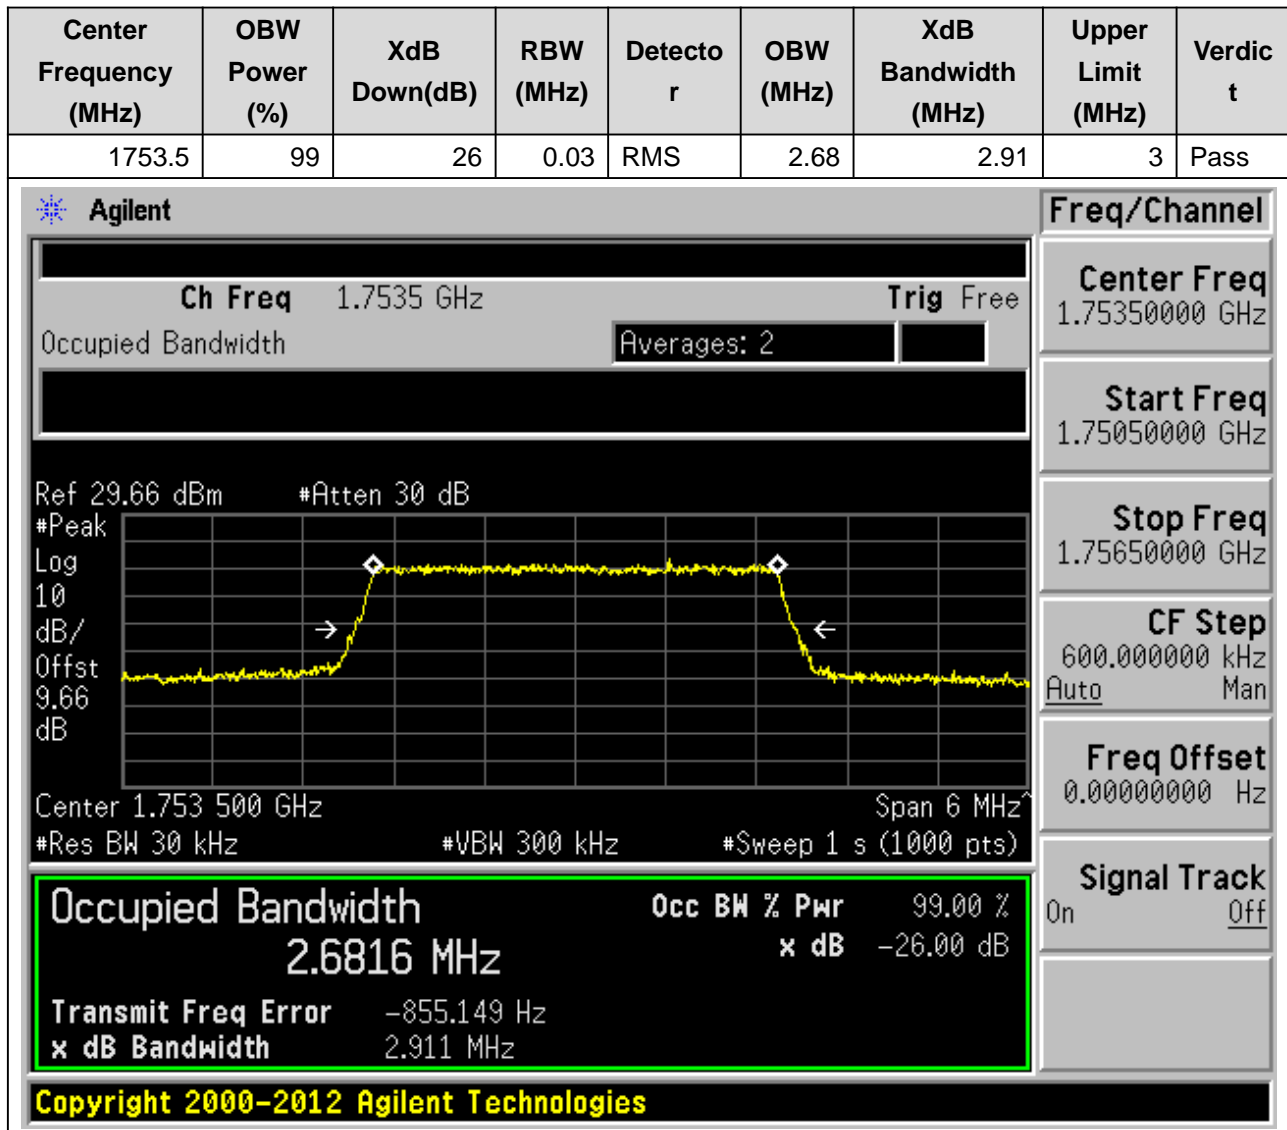 Center Frequency (MHz) OBW Power (%) XdB Down(dB) RBW (MHz) Detecto r OBW (MHz) XdB Bandwidth (MHz) Upper Limit (MHz) Verdic t
1753.5 99 26 0.03 RMS 2.68 2.91 3 Pass
Agilent
Freq/Channel
Ch Freq 1.7535 GHz Trig Free
Occupied Bandwidth Averages: 2
Center Freq
1.75350000 GHz
Start Freq
1.75050000 GHz
Stop Freq
1.75650000 GHz
CF Step
600.000000 kHz
Auto Man
Freq Offset
0.00000000 Hz
Signal Track
On Off
Ref 29.66 dBm #Atten 30 dB
#Peak
Log
10
dB/
Offst
9.66
dB
Center 1.753 500 GHz Span 6 MHz^
#Res BW 30 kHz #VBW 300 kHz #Sweep 1 s (1000 pts)
Occupied Bandwidth Occ BW % Pwr 99.00 %
2.6816 MHz x dB -26.00 dB
Transmit Freq Error -855.149 Hz
x dB Bandwidth 2.911 MHz
Copyright 2000-2012 Agilent Technologies